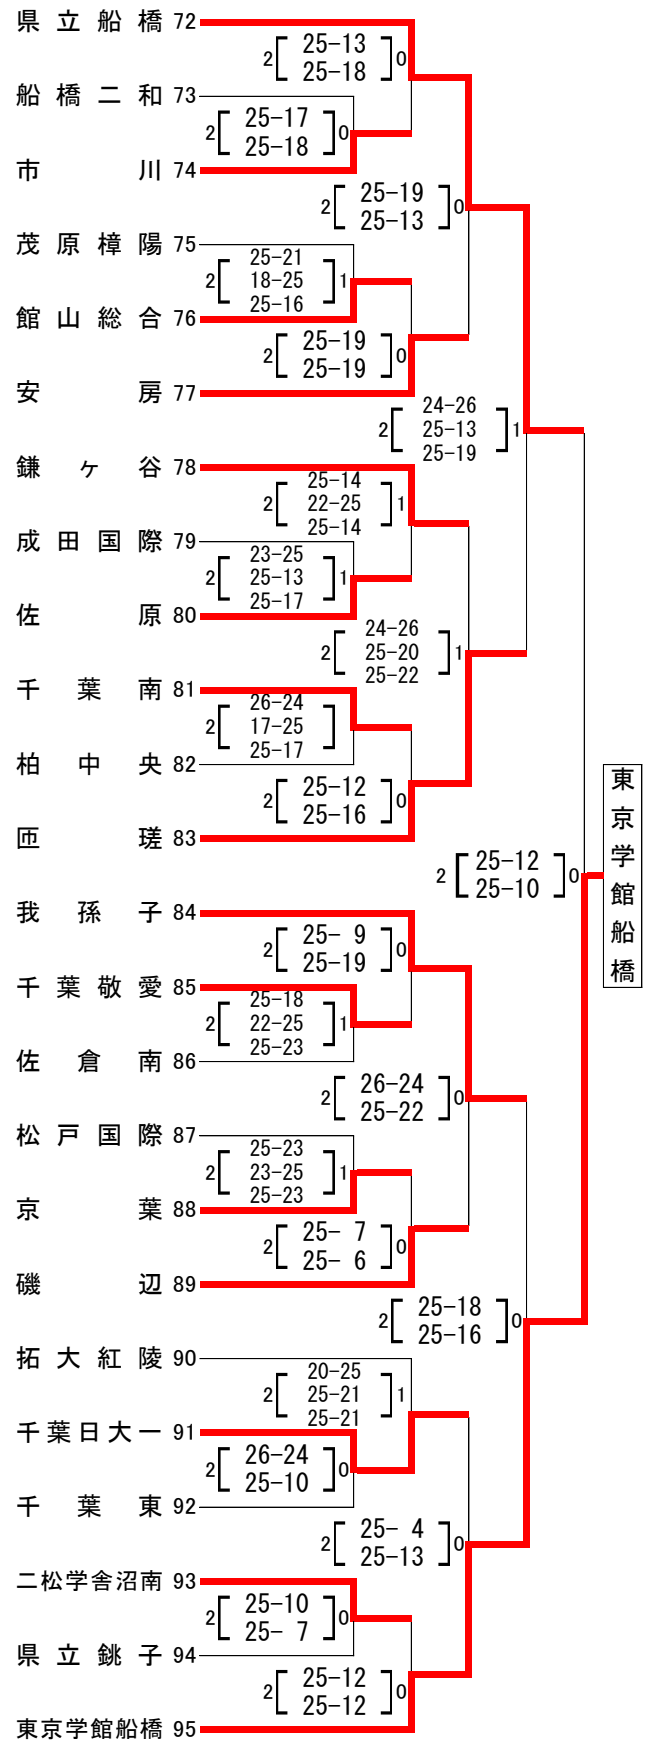 県立船橋 72
2 25-13 0
25-18
船橋二和 73
2 25-17 0
25-18
市川 74
2 25-19 0
25-13
茂原樟陽 75
25-21
2 18-25 1
25-16
館山総合 76
2 25-19 0
25-19
安房 77
24-26
2 25-13 1
25-19
鎌ヶ谷 78
25-14
2 22-25 1
25-14
成田国際 79
23-25
2 25-13 1
25-17
佐原 80
24-26
2 25-20 1
25-22
千葉南 81
26-24
2 17-25
25-17
柏中央 82
2 25-12 0
25-16
匝瑳 83
2 25-12 0
25-10
東京学館船橋
我孫子 84
2 25- 9 0
25-19
千葉敬愛 85
25-18
2 22-25 1
25-23
佐倉南 86
2 26-24 0
25-22
松戸国際 87
25-23
2 23-25 1
25-23
京葉 88
2 25- 7 0
25- 6
磯辺 89
2 25-18 0
25-16
拓大紅陵 90
20-25
2 25-21 1
25-21
千葉日大一 91
2 26-24 0
25-10
千葉東 92
2 25- 4 0
25-13
二松学舎沼南 93
2 25-10 0
25- 7
県立銚子 94
2 25-12 0
25-12
東京学館船橋 95